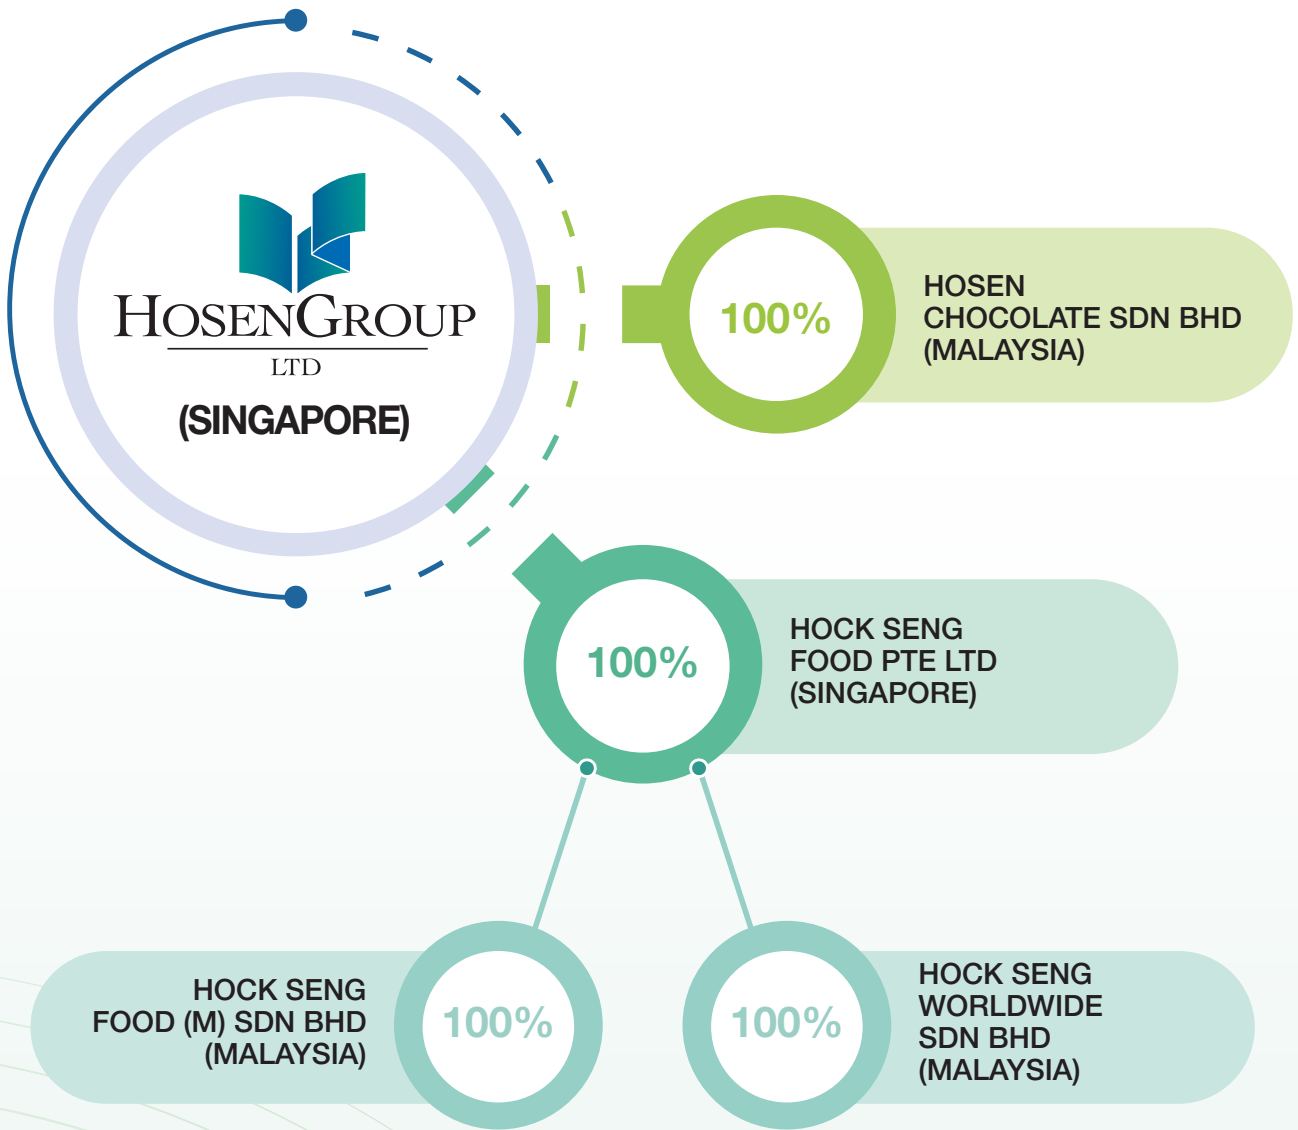 HOSENGROUP
LTD
(SINGAPORE)
100%
HOSEN
CHOCOLATE SDN BHD
(MALAYSIA)
100%
HOCK SENG
FOOD PTE LTD
(SINGAPORE)
HOCK SENG
FOOD (M) SDN BHD
(MALAYSIA)
100%
100%
HOCK SENG
WORLDWIDE
SDN BHD
(MALAYSIA)